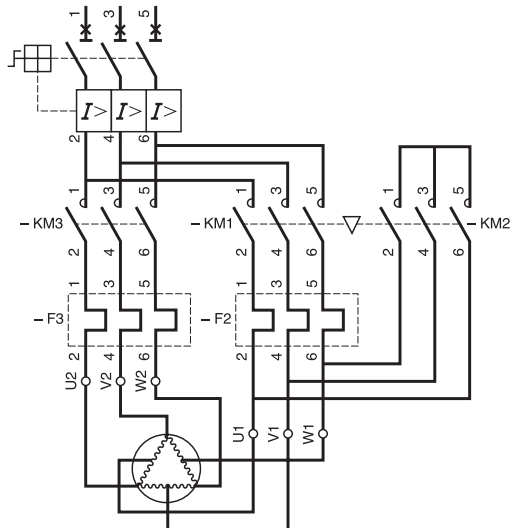 1 3 5
I> I> I>
2 4 6
1 3 5 1 3 5 1 3 5
– KM3 – KM1 – KM2
2 4 6 2 4 6 2 4 6
1 3 5 1 3 5
– F3 – F2
2 4 6 2 4 6
U2 V2 W2
U1 V1 W1